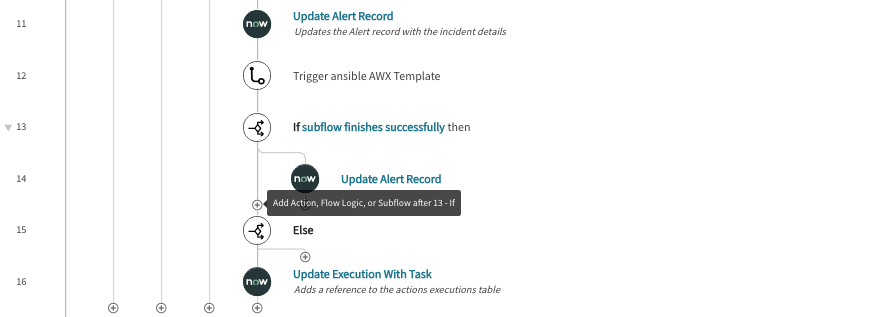 11
now
Update Alert Record
Updates the Alert record with the incident details
12
Trigger ansible AWX Template
13
If subflow finishes successfully then
14
now
Update Alert Record
Add Action, Flow Logic, or Subflow after 13 - If
15
Else
16
now
Update Execution With Task
Adds a reference to the actions executions table